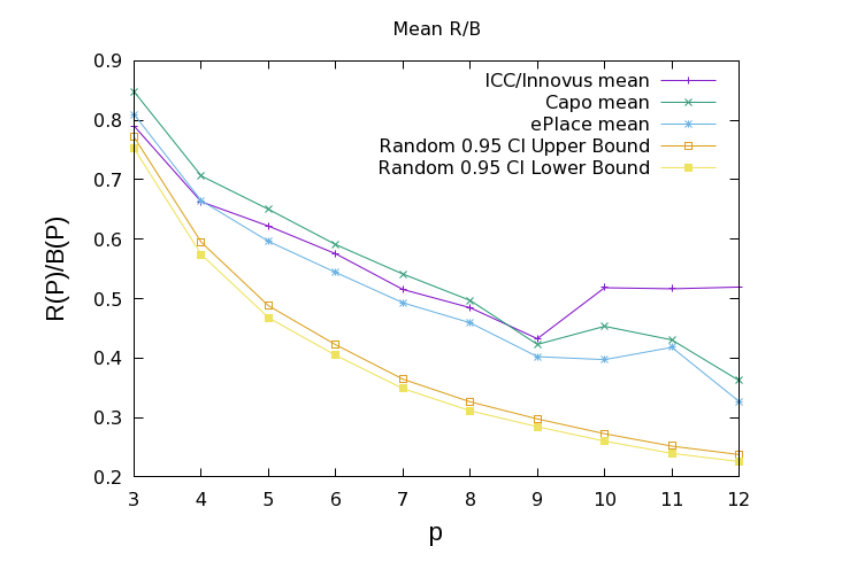 Mean R/B
ICC/Innovus mean
Capo mean
ePlace mean
Random 0.95 CI Upper Bound
Random 0.95 CI Lower Bound
R(P)/B(P)
0.9
0.8
0.7
0.6
0.5
0.4
0.3
0.2
3 4 5 6 7 8 9 10 11 12
p